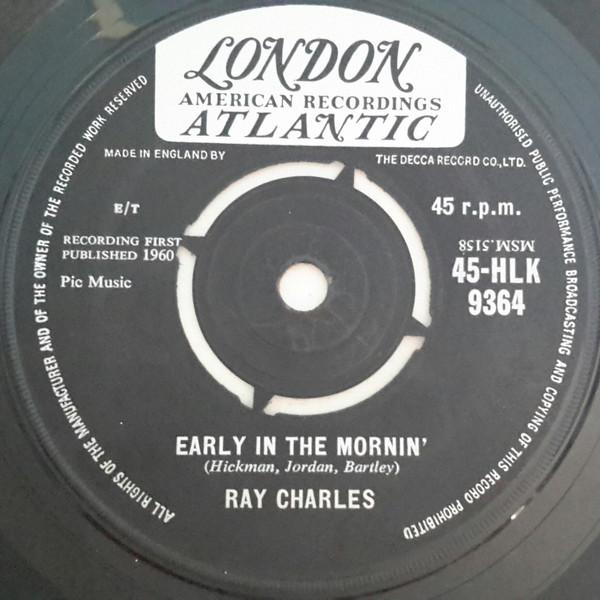 LONDON
AMERICAN RECORDINGS
ATLANTIC
MADE IN ENGLAND BY
THE DECCA RECORD CO., LTD.
E/T
45 r.p.m.
RECORDING FIRST
PUBLISHED 1960
Pic Music
MSM.5158
45-HLK
9364
EARLY IN THE MORNIN'
(Hickman, Jordan, Bartley)
RAY CHARLES
ALL RIGHTS OF THE MANUFACTURER AND OF THE OWNER OF THE RECORDED WORK RESERVED
UNAUTHORISED PUBLIC PERFORMANCE BROADCASTING AND COPYING OF THIS RECORD PROHIBITED